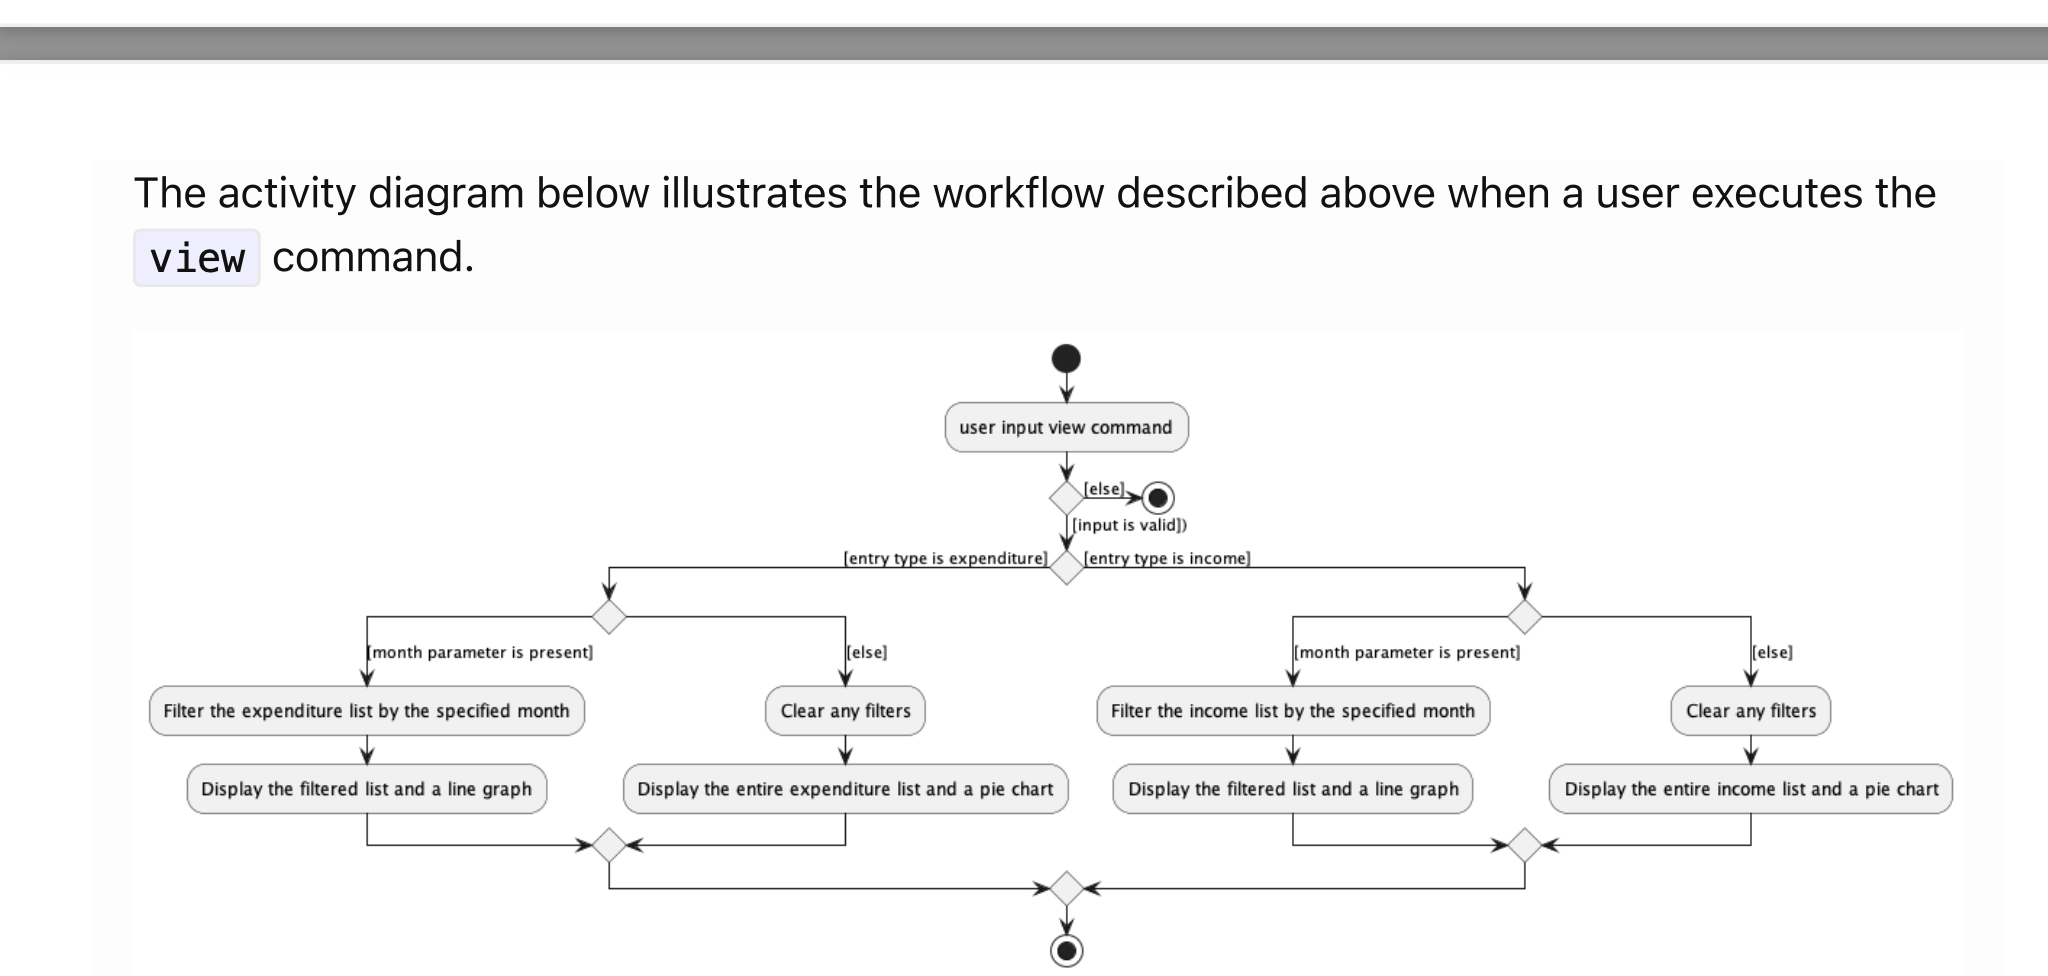 The activity diagram below illustrates the workflow described above when a user executes the
view command.
user input view command
[else]
[input is valid])
[entry type is expenditure]
[entry type is income]
[month parameter is present]
[else]
[month parameter is present]
[else]
Filter the expenditure list by the specified month
Clear any filters
Filter the income list by the specified month
Clear any filters
Display the filtered list and a line graph
Display the entire expenditure list and a pie chart
Display the filtered list and a line graph
Display the entire income list and a pie chart